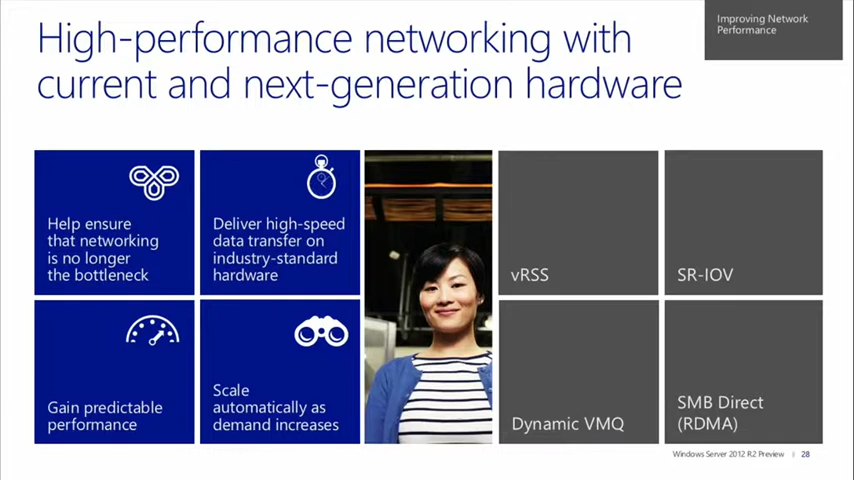 High-performance networking with
current and next-generation hardware
Improving Network
Performance
Help ensure
that networking
is no longer
the bottleneck
Deliver high-speed
data transfer on
industry-standard
hardware
vRSS
SR-IOV
Gain predictable
performance
Scale
automatically as
demand increases
Dynamic VMQ
SMB Direct
(RDMA)
Windows Server 2012 R2 Preview | 28